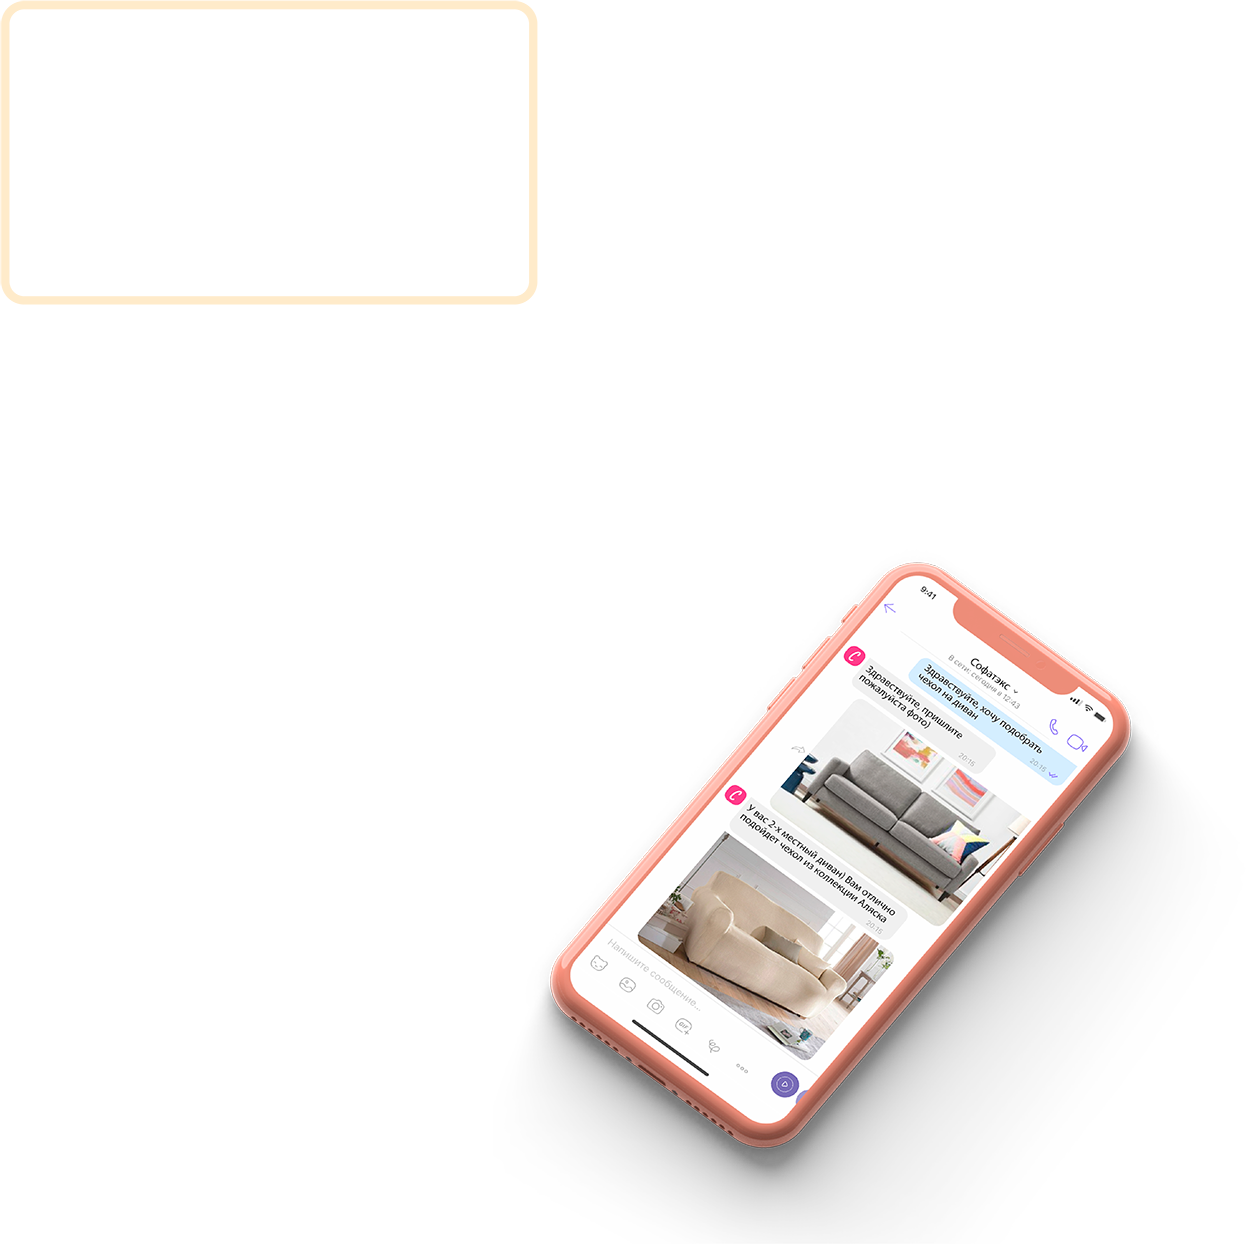 9:41
Софатэкс
В сети: сегодня в 12:43
Здравствуйте, хочу подобрать
чехол на диван
20:15
Здравствуйте, пришлите
пожалуйста фото)
20:15
У вас 2-х местный диван) Вам отлично
подойдет чехол из коллекции Аляска
20:15
Напишите сообщение...
GIF